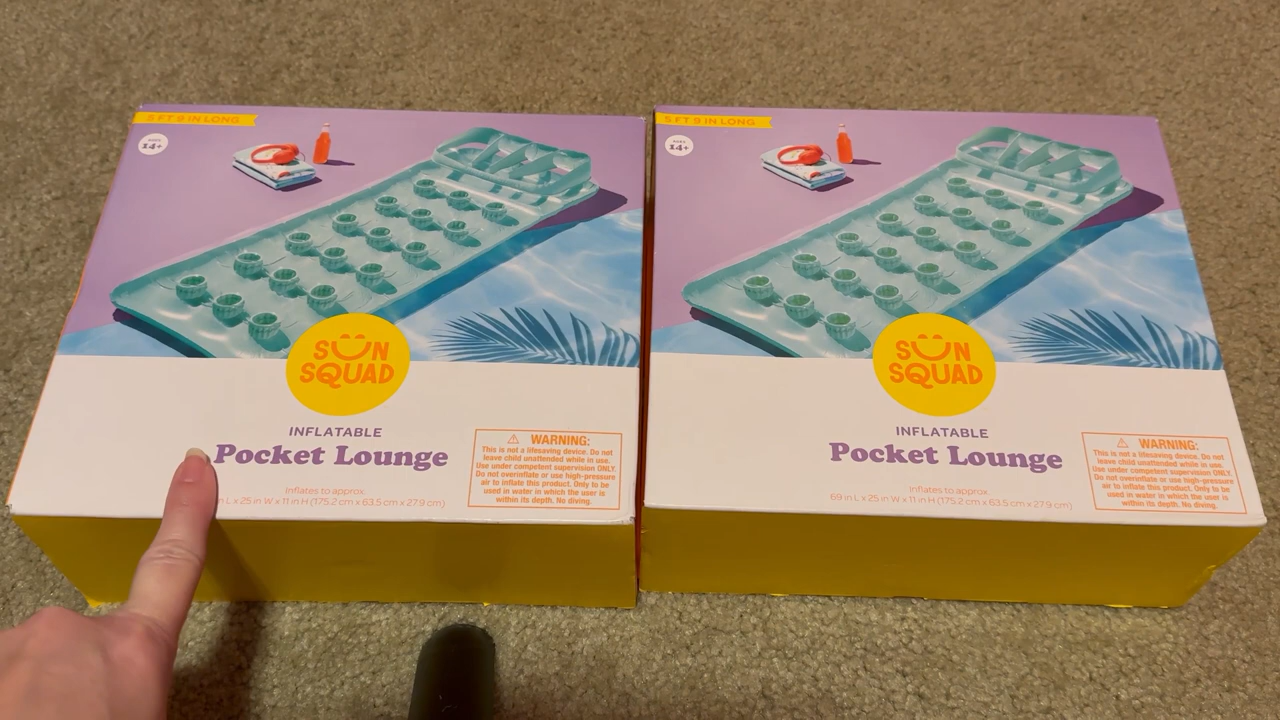 5 FT 9 IN LONG
AGES
14+
SUN
SQUAD
INFLATABLE
Pocket Lounge
Inflates to approx.
in L x 25 in W x 11 in H (175.2 cm x 63.5 cm x 27.9 cm)
WARNING:
This is not a lifesaving device. Do not
leave child unattended while in use.
Use under competent supervision ONLY.
Do not overinflate or use high-pressure
air to inflate this product. Only to be
used in water in which the user is
within its depth. No diving.
5 FT 9 IN LONG
AGES
14+
SUN
SQUAD
INFLATABLE
Pocket Lounge
Inflates to approx.
69 in L x 25 in W x 11 in H (175.2 cm x 63.5 cm x 27.9 cm)
WARNING:
This is not a lifesaving device. Do not
leave child unattended while in use.
Use under competent supervision ONLY.
Do not overinflate or use high-pressure
air to inflate this product. Only to be
used in water in which the user is
within its depth. No diving.